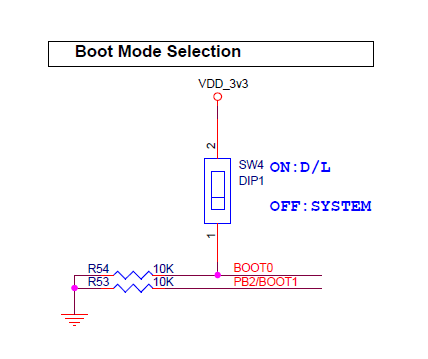 Boot Mode Selection
VDD_3v3
2
SW4 ON:D/L
DIP1
OFF:SYSTEM
1
R54 10K BOOT0
R53 10K PB2/BOOT1